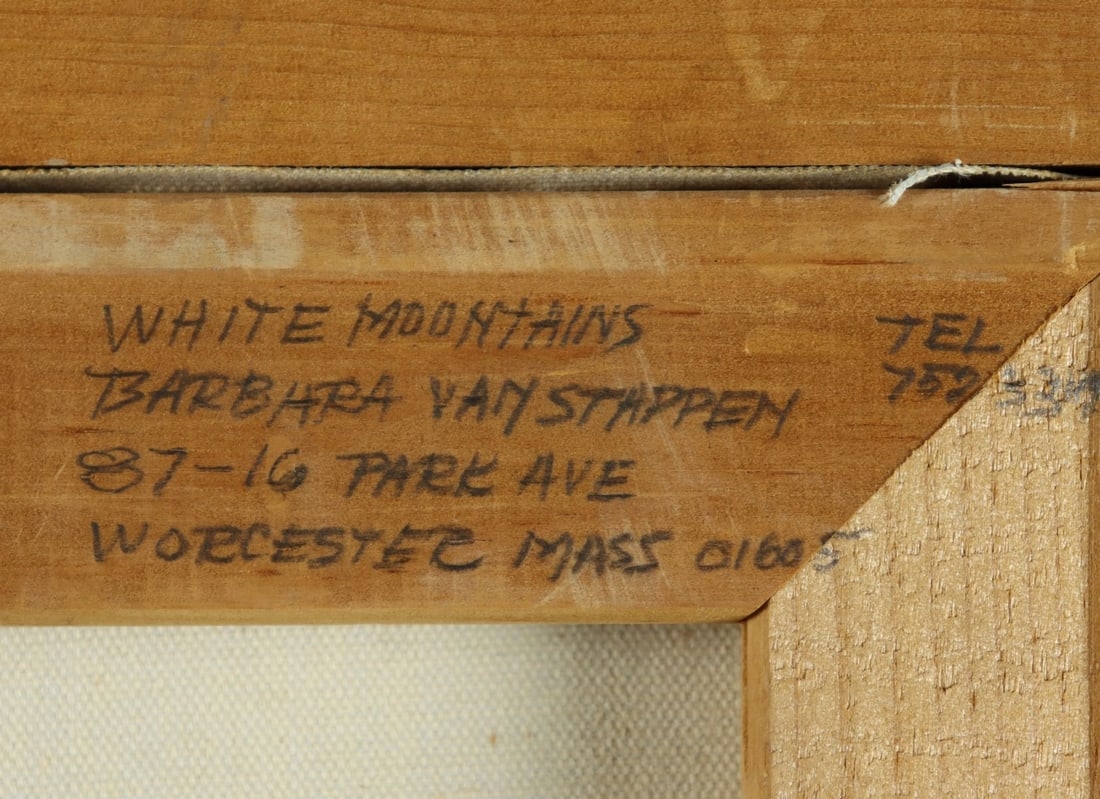 WHITE MOUNTAINS
BARBARA VAN STAPPEN
87-16 PARK AVE
WORCESTER MASS 01605
TEL